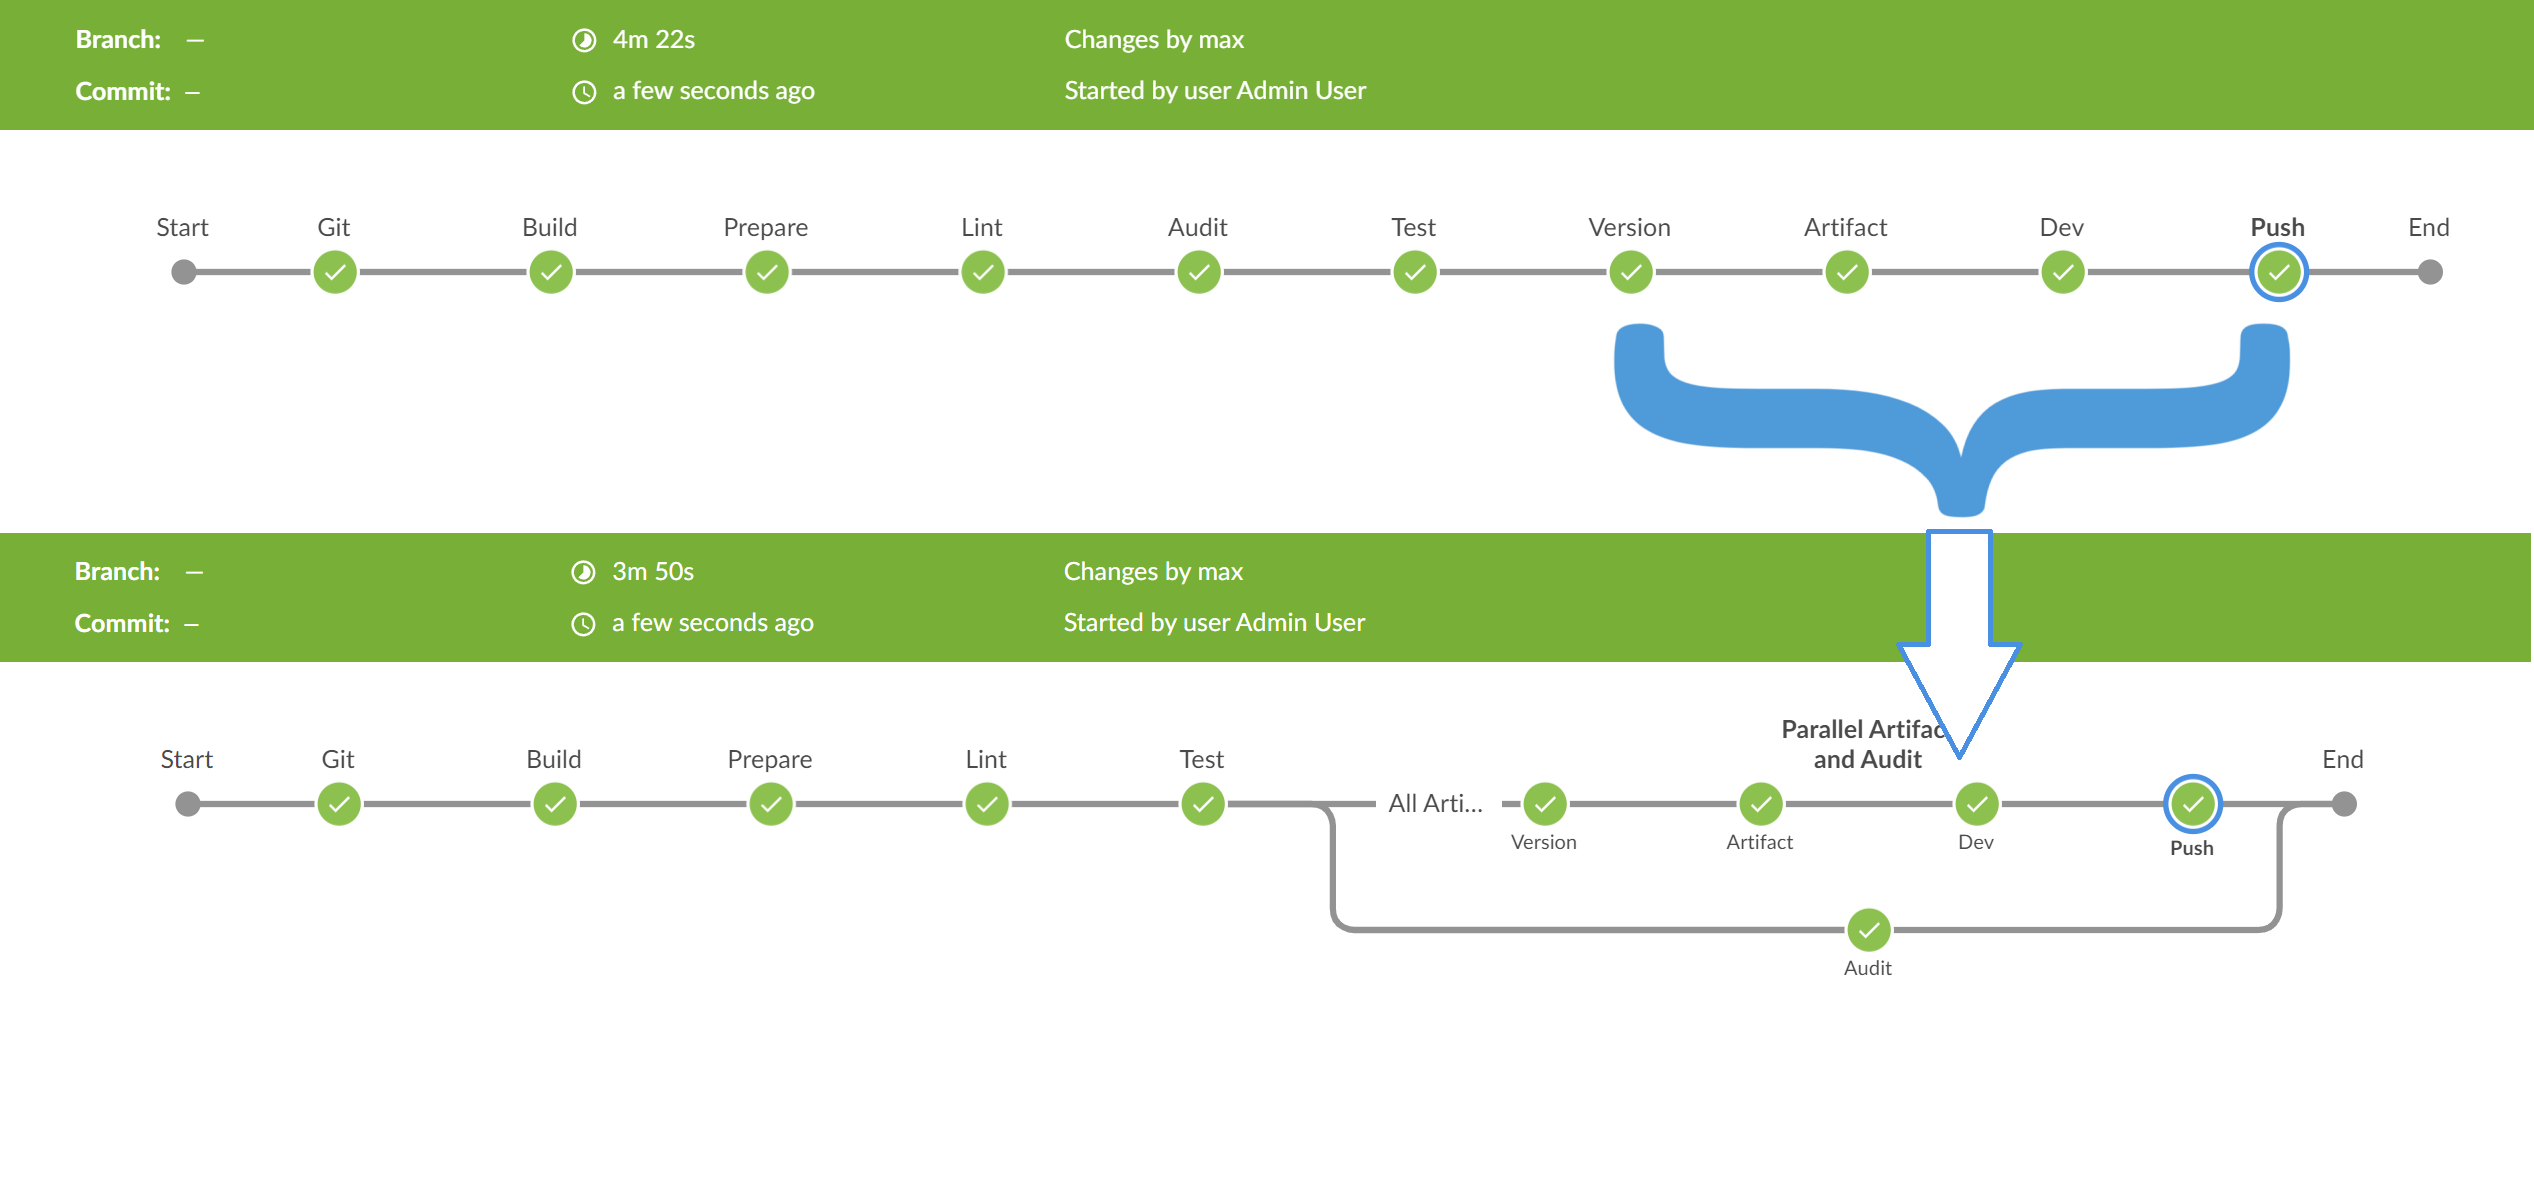 Branch: — 4m 22s Changes by max
Commit: — a few seconds ago Started by user Admin User
Start Git Build Prepare Lint Audit Test Version Artifact Dev Push End
Branch: — 3m 50s Changes by max
Commit: — a few seconds ago Started by user Admin User
Parallel Artifac
and Audit
Start Git Build Prepare Lint Test End
All Arti...
Version Artifact Dev Push
Audit